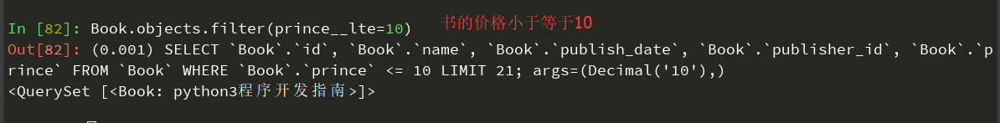 In [82]: Book.objects.filter(prince__lte=10) 书的价格小于等于10
Out[82]: (0.001) SELECT `Book`.`id`, `Book`.`name`, `Book`.`publish_date`, `Book`.`publisher_id`, `Book`.`p
rince` FROM `Book` WHERE `Book`.`prince` <= 10 LIMIT 21; args=(Decimal('10'),)
<QuerySet [<Book: python3程序开发指南>]>